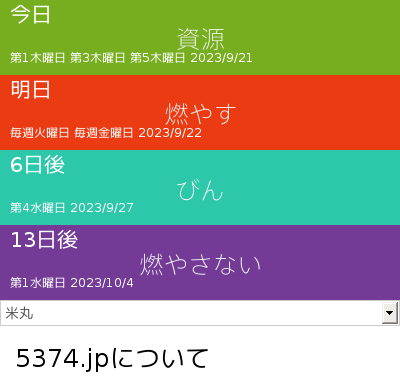 今日
資源
第1木曜日 第3木曜日 第5木曜日 2023/9/21
明日
燃やす
毎週火曜日 毎週金曜日 2023/9/22
6日後
びん
第4水曜日 2023/9/27
13日後
燃やさない
第1水曜日 2023/10/4
米丸
5374.jpについて